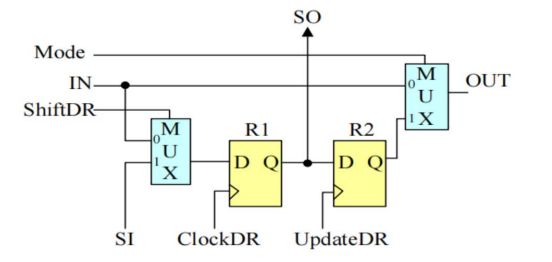 SO
Mode
IN
ShiftDR
0
M
U
X
1
OUT
0
M
U
X
1
R1
R2
D Q
D Q
SI
ClockDR
UpdateDR